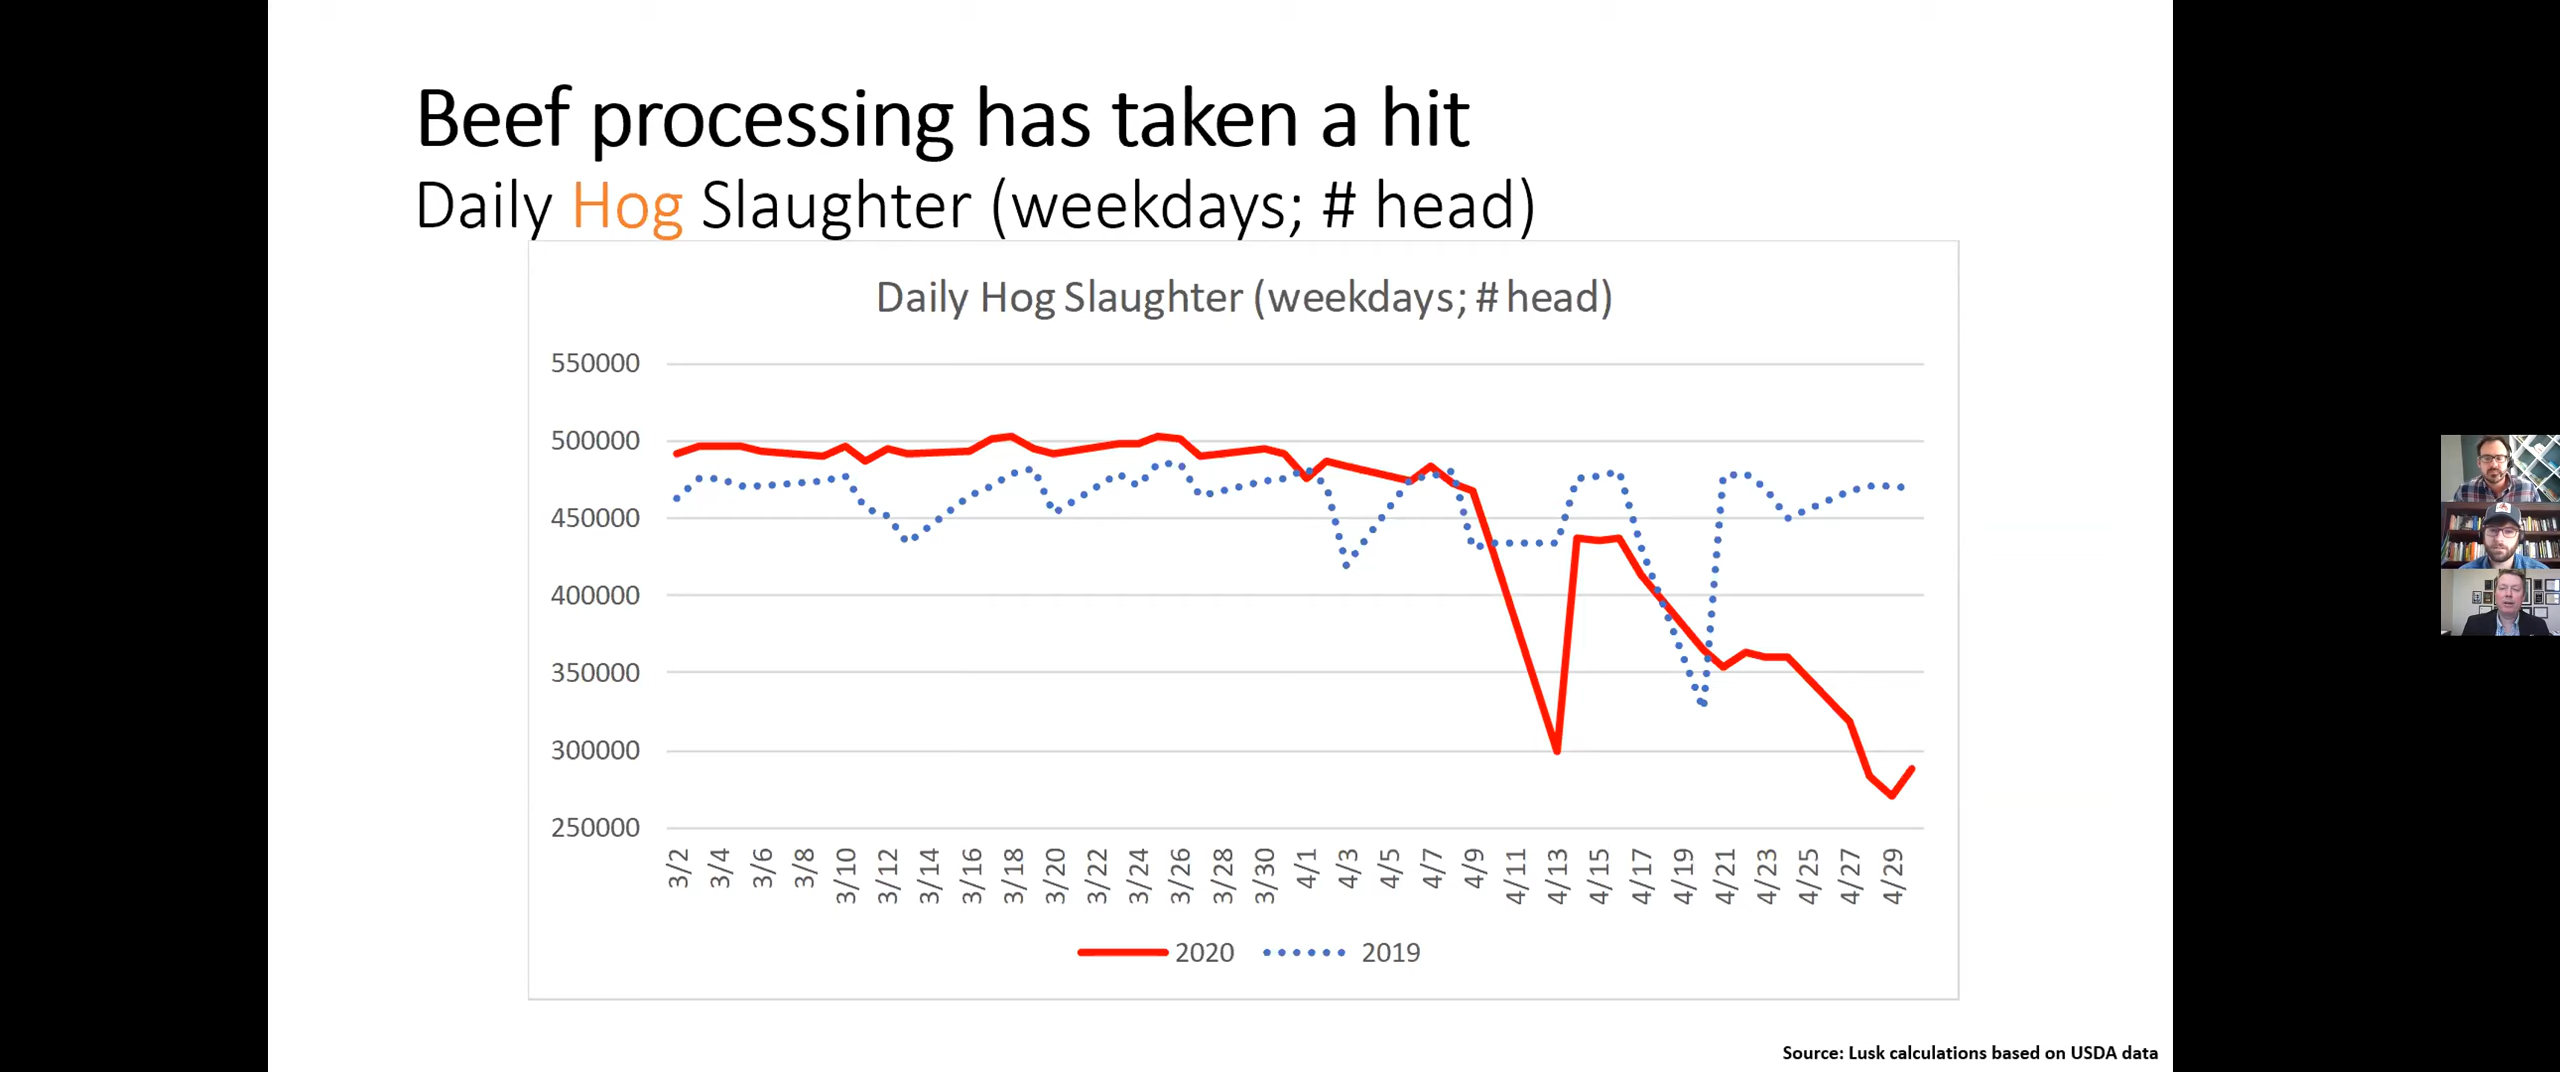 Beef processing has taken a hit
Daily Hog Slaughter (weekdays; # head)
Daily Hog Slaughter (weekdays; # head)
550000
500000
450000
400000
350000
300000
250000
3/2 3/4 3/6 3/8 3/10 3/12 3/14 3/16 3/18 3/20 3/22 3/24 3/26 3/28 3/30 4/1 4/3 4/5 4/7 4/9 4/11 4/13 4/15 4/17 4/19 4/21 4/23 4/25 4/27 4/29
2020 2019
Source: Lusk calculations based on USDA data